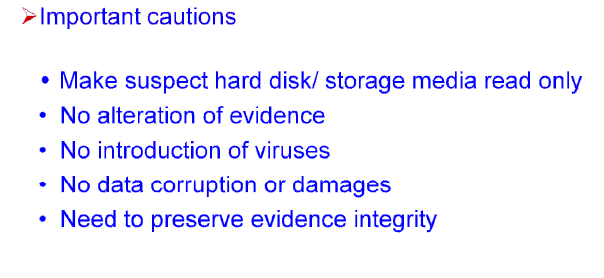 ➢Important cautions
• Make suspect hard disk/ storage media read only
• No alteration of evidence
• No introduction of viruses
• No data corruption or damages
• Need to preserve evidence integrity